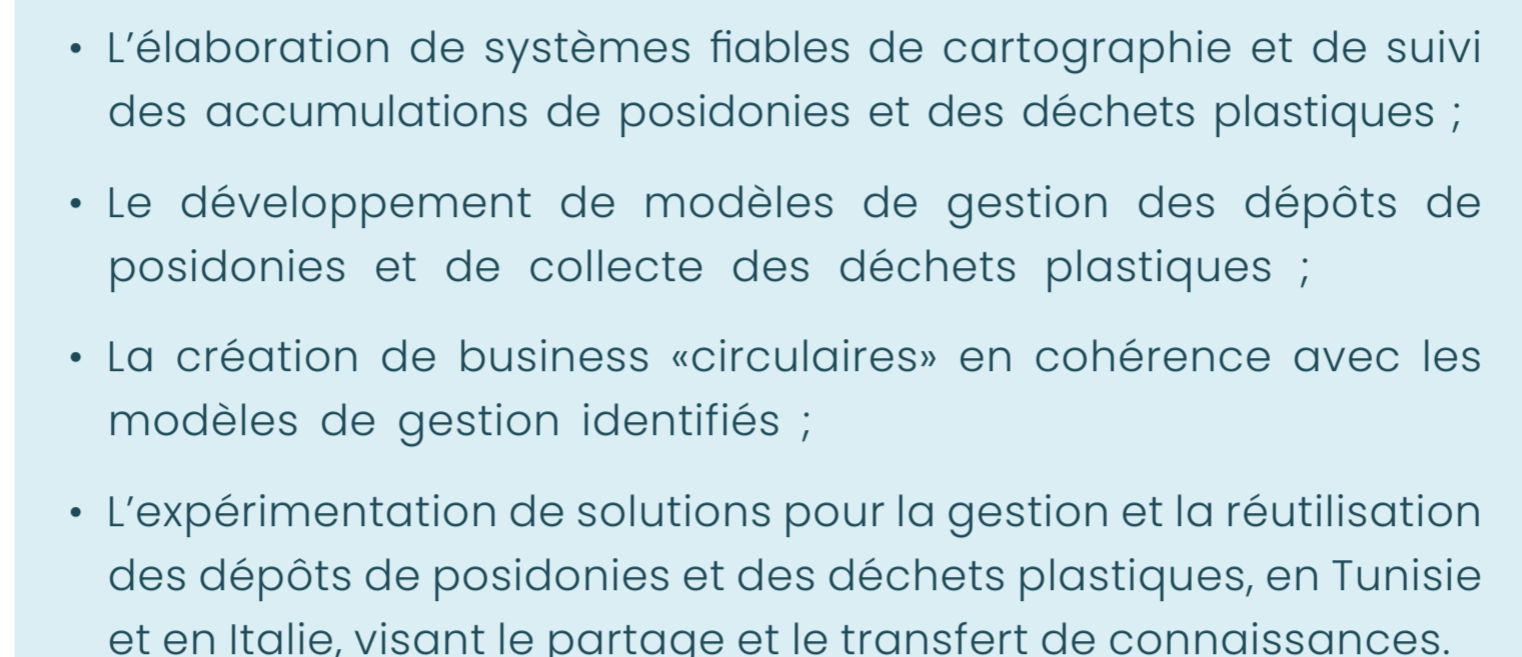 • L’élaboration de systèmes fiables de cartographie et de suivi
des accumulations de posidonies et des déchets plastiques ;
• Le développement de modèles de gestion des dépôts de
posidonies et de collecte des déchets plastiques ;
• La création de business «circulaires» en cohérence avec les
modèles de gestion identifiés ;
• L’expérimentation de solutions pour la gestion et la réutilisation
des dépôts de posidonies et des déchets plastiques, en Tunisie
et en Italie, visant le partage et le transfert de connaissances.